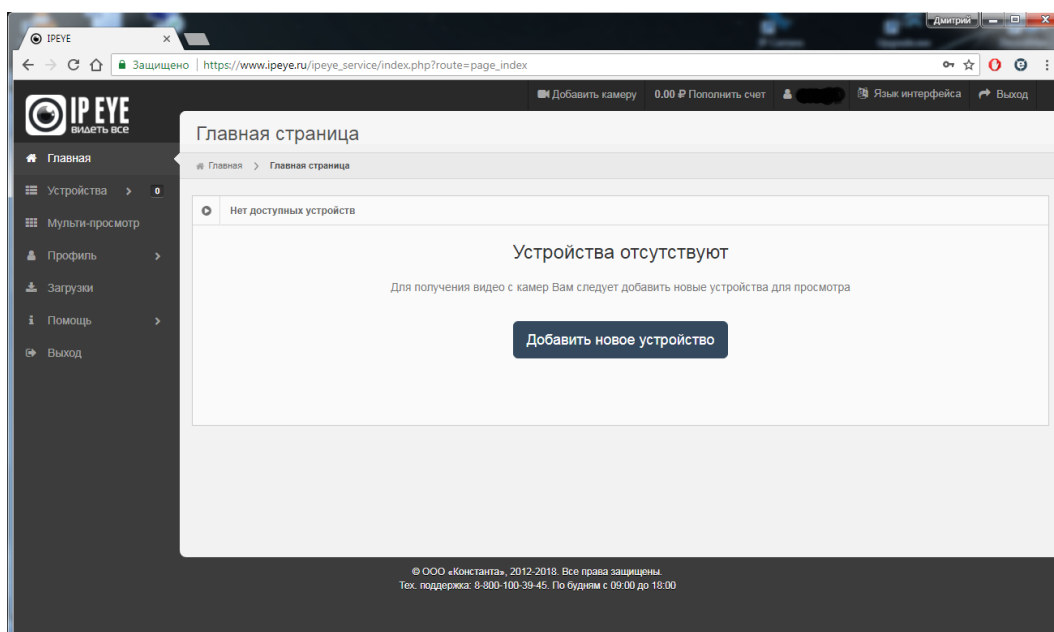 Дмитрий
IPEYE
Защищено https://www.ipeye.ru/ipeye_service/index.php?route=page_index
IP EYE
видеть все
Добавить камеру 0.00 ₽ Пополнить счет Язык интерфейса Выход
Главная страница
Главная > Главная страница
Главная
Устройства > 0
Мульти-просмотр
Профиль >
Загрузки
Помощь >
Выход
Нет доступных устройств
Устройства отсутствуют
Для получения видео с камер Вам следует добавить новые устройства для просмотра
Добавить новое устройство
© ООО «Константа», 2012-2018. Все права защищены.
Тех. поддержка: 8-800-100-39-45. По будням с 09:00 до 18:00